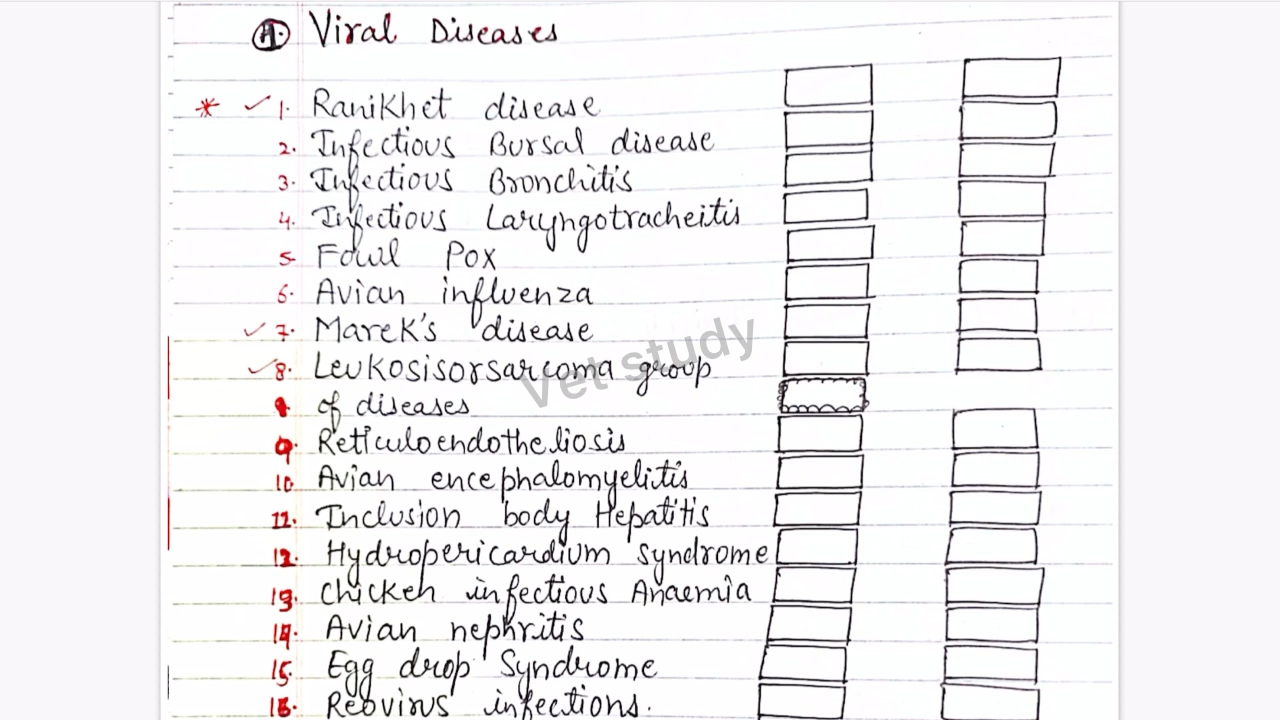 A. Viral Diseases
* ✓ 1. Ranikhet disease
2. Infectious Bursal disease
3. Infectious Bronchitis
4. Infectious Laryngotracheitis
5. Fowl Pox
6. Avian influenza
✓ 7. Marek's disease
✓ 8. Leukosisorsarcoma group
of diseases
9. Reticuloendotheliosis
10. Avian encephalomyelitis
11. Inclusion body Hepatitis
12. Hydropericardium syndrome
13. Chicken infectious Anaemia
14. Avian nephritis
15. Egg drop Syndrome
16. Reovirus infections.
Vet study